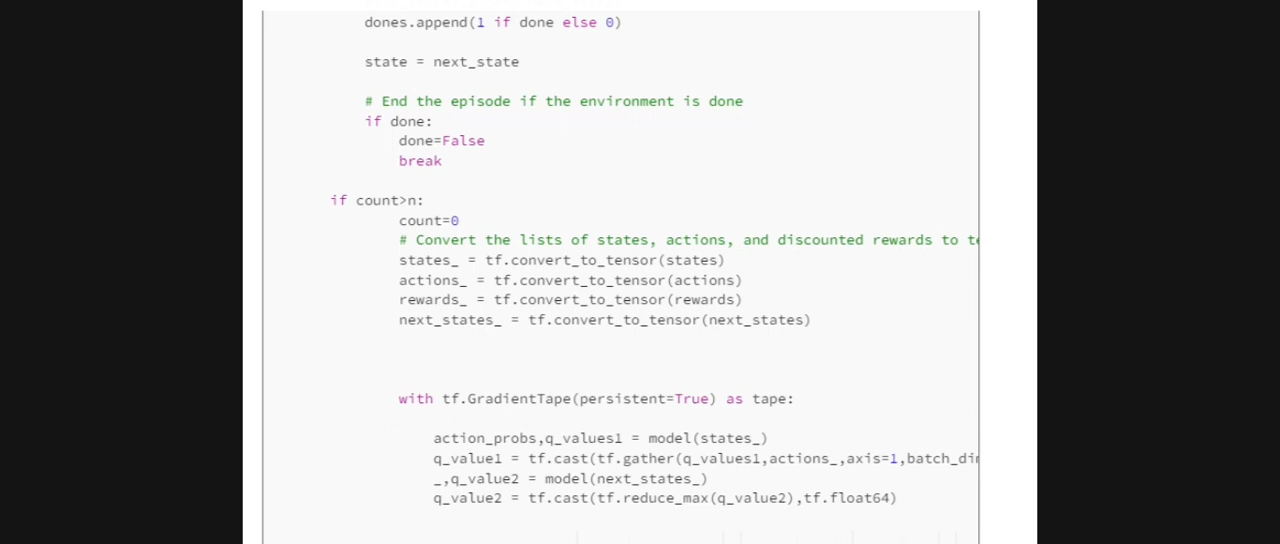 dones.append(1 if done else 0)
state = next_state
# End the episode if the environment is done
if done:
done=False
break
if count>n:
count=0
# Convert the lists of states, actions, and discounted rewards to
states_ = tf.convert_to_tensor(states)
actions_ = tf.convert_to_tensor(actions)
rewards_ = tf.convert_to_tensor(rewards)
next_states_ = tf.convert_to_tensor(next_states)
with tf.GradientTape(persistent=True) as tape:
action_probs,q_values1 = model(states_)
q_value1 = tf.cast(tf.gather(q_values1,actions_,axis=1,batch_di
_,q_value2 = model(next_states_)
q_value2 = tf.cast(tf.reduce_max(q_value2),tf.float64)